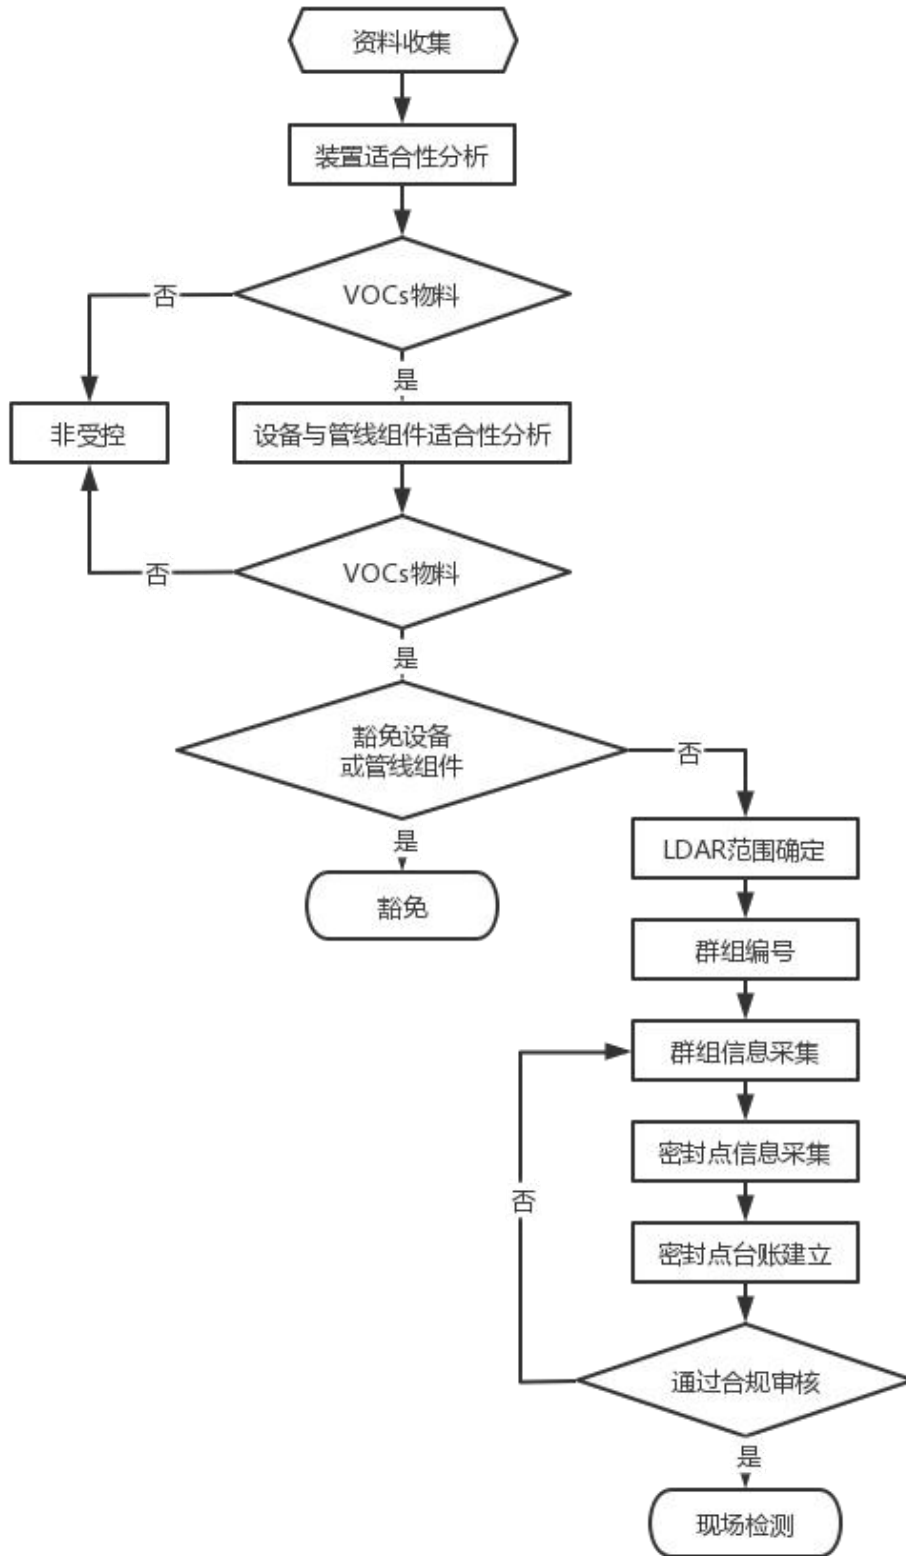 资料收集
装置适合性分析
VOCs物料
否
是
非受控
设备与管线组件适合性分析
VOCs物料
否
是
豁免设备
或管线组件
否
是
LDAR范围确定
豁免
群组编号
群组信息采集
密封点信息采集
否
密封点台账建立
通过合规审核
是
现场检测